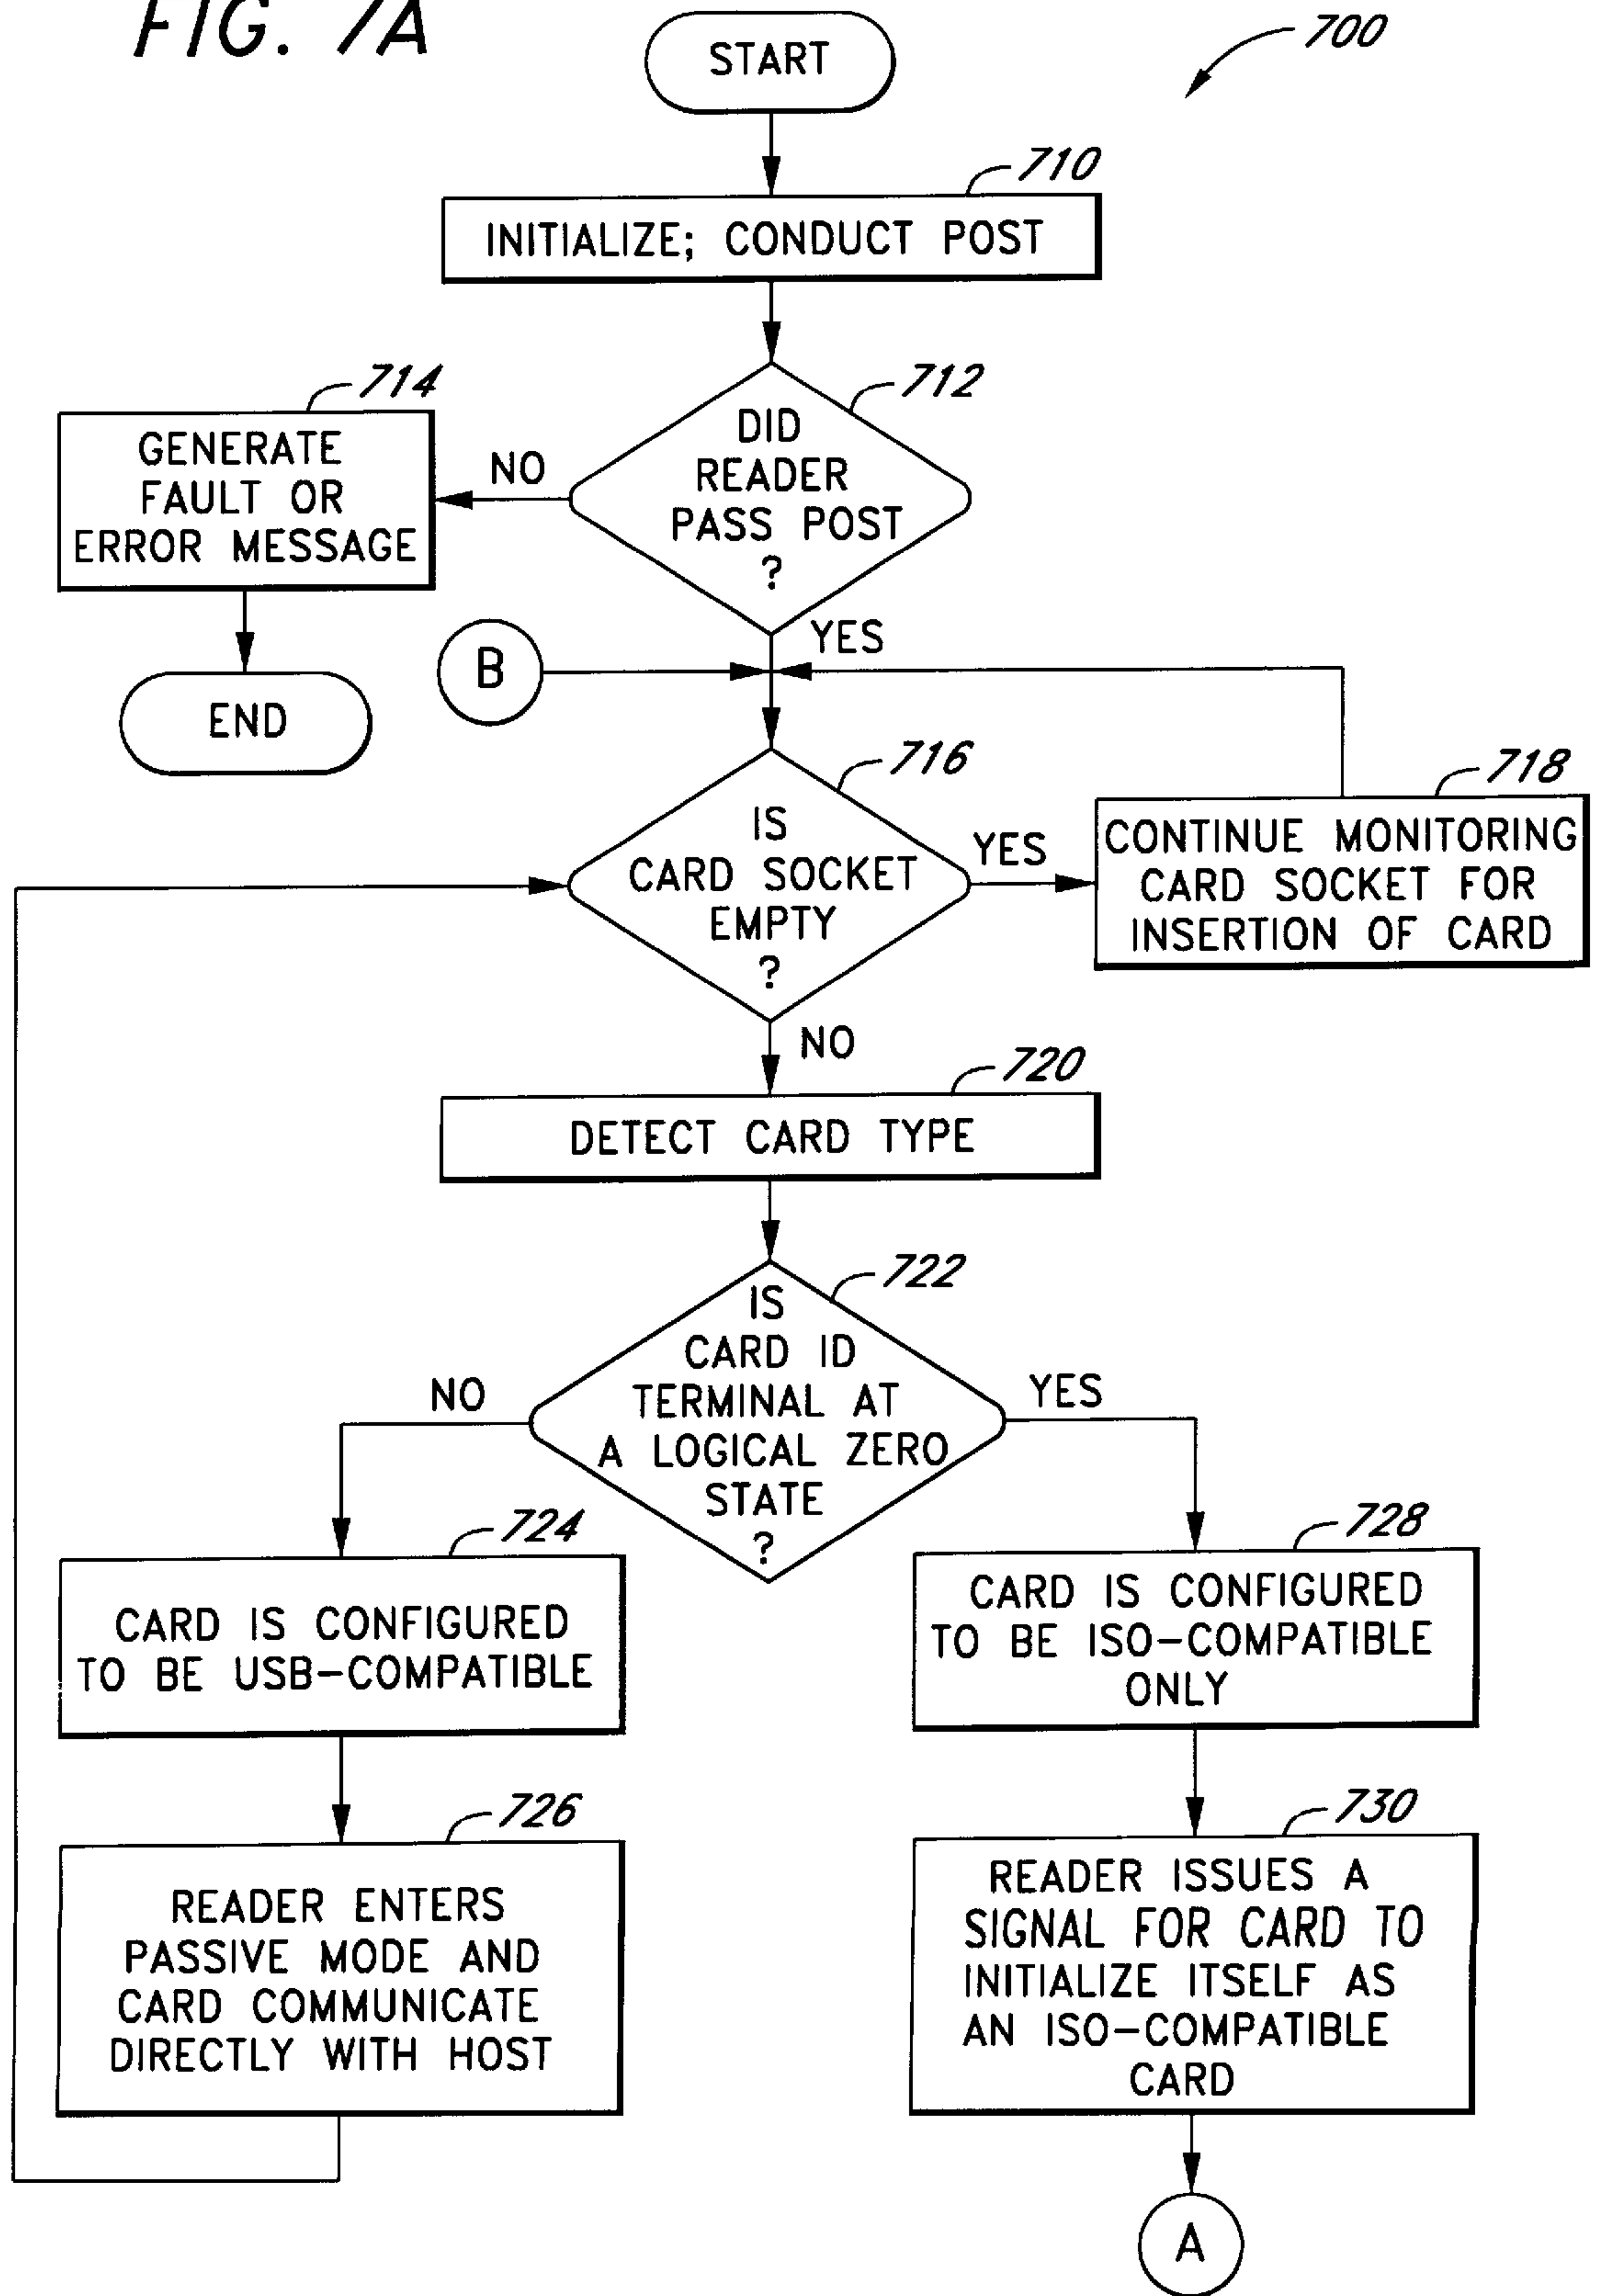 FIG. 7A
START
700
710
INITIALIZE; CONDUCT POST
712
DID
READER
PASS POST
?
714
GENERATE
FAULT OR
ERROR MESSAGE
NO
END
YES
B
716
IS
CARD SOCKET
EMPTY
?
YES
718
CONTINUE MONITORING
CARD SOCKET FOR
INSERTION OF CARD
NO
720
DETECT CARD TYPE
722
IS
CARD ID
TERMINAL AT
A LOGICAL ZERO
STATE
?
NO
YES
724
CARD IS CONFIGURED
TO BE USB-COMPATIBLE
728
CARD IS CONFIGURED
TO BE ISO-COMPATIBLE
ONLY
726
READER ENTERS
PASSIVE MODE AND
CARD COMMUNICATE
DIRECTLY WITH HOST
730
READER ISSUES A
SIGNAL FOR CARD TO
INITIALIZE ITSELF AS
AN ISO-COMPATIBLE
CARD
A